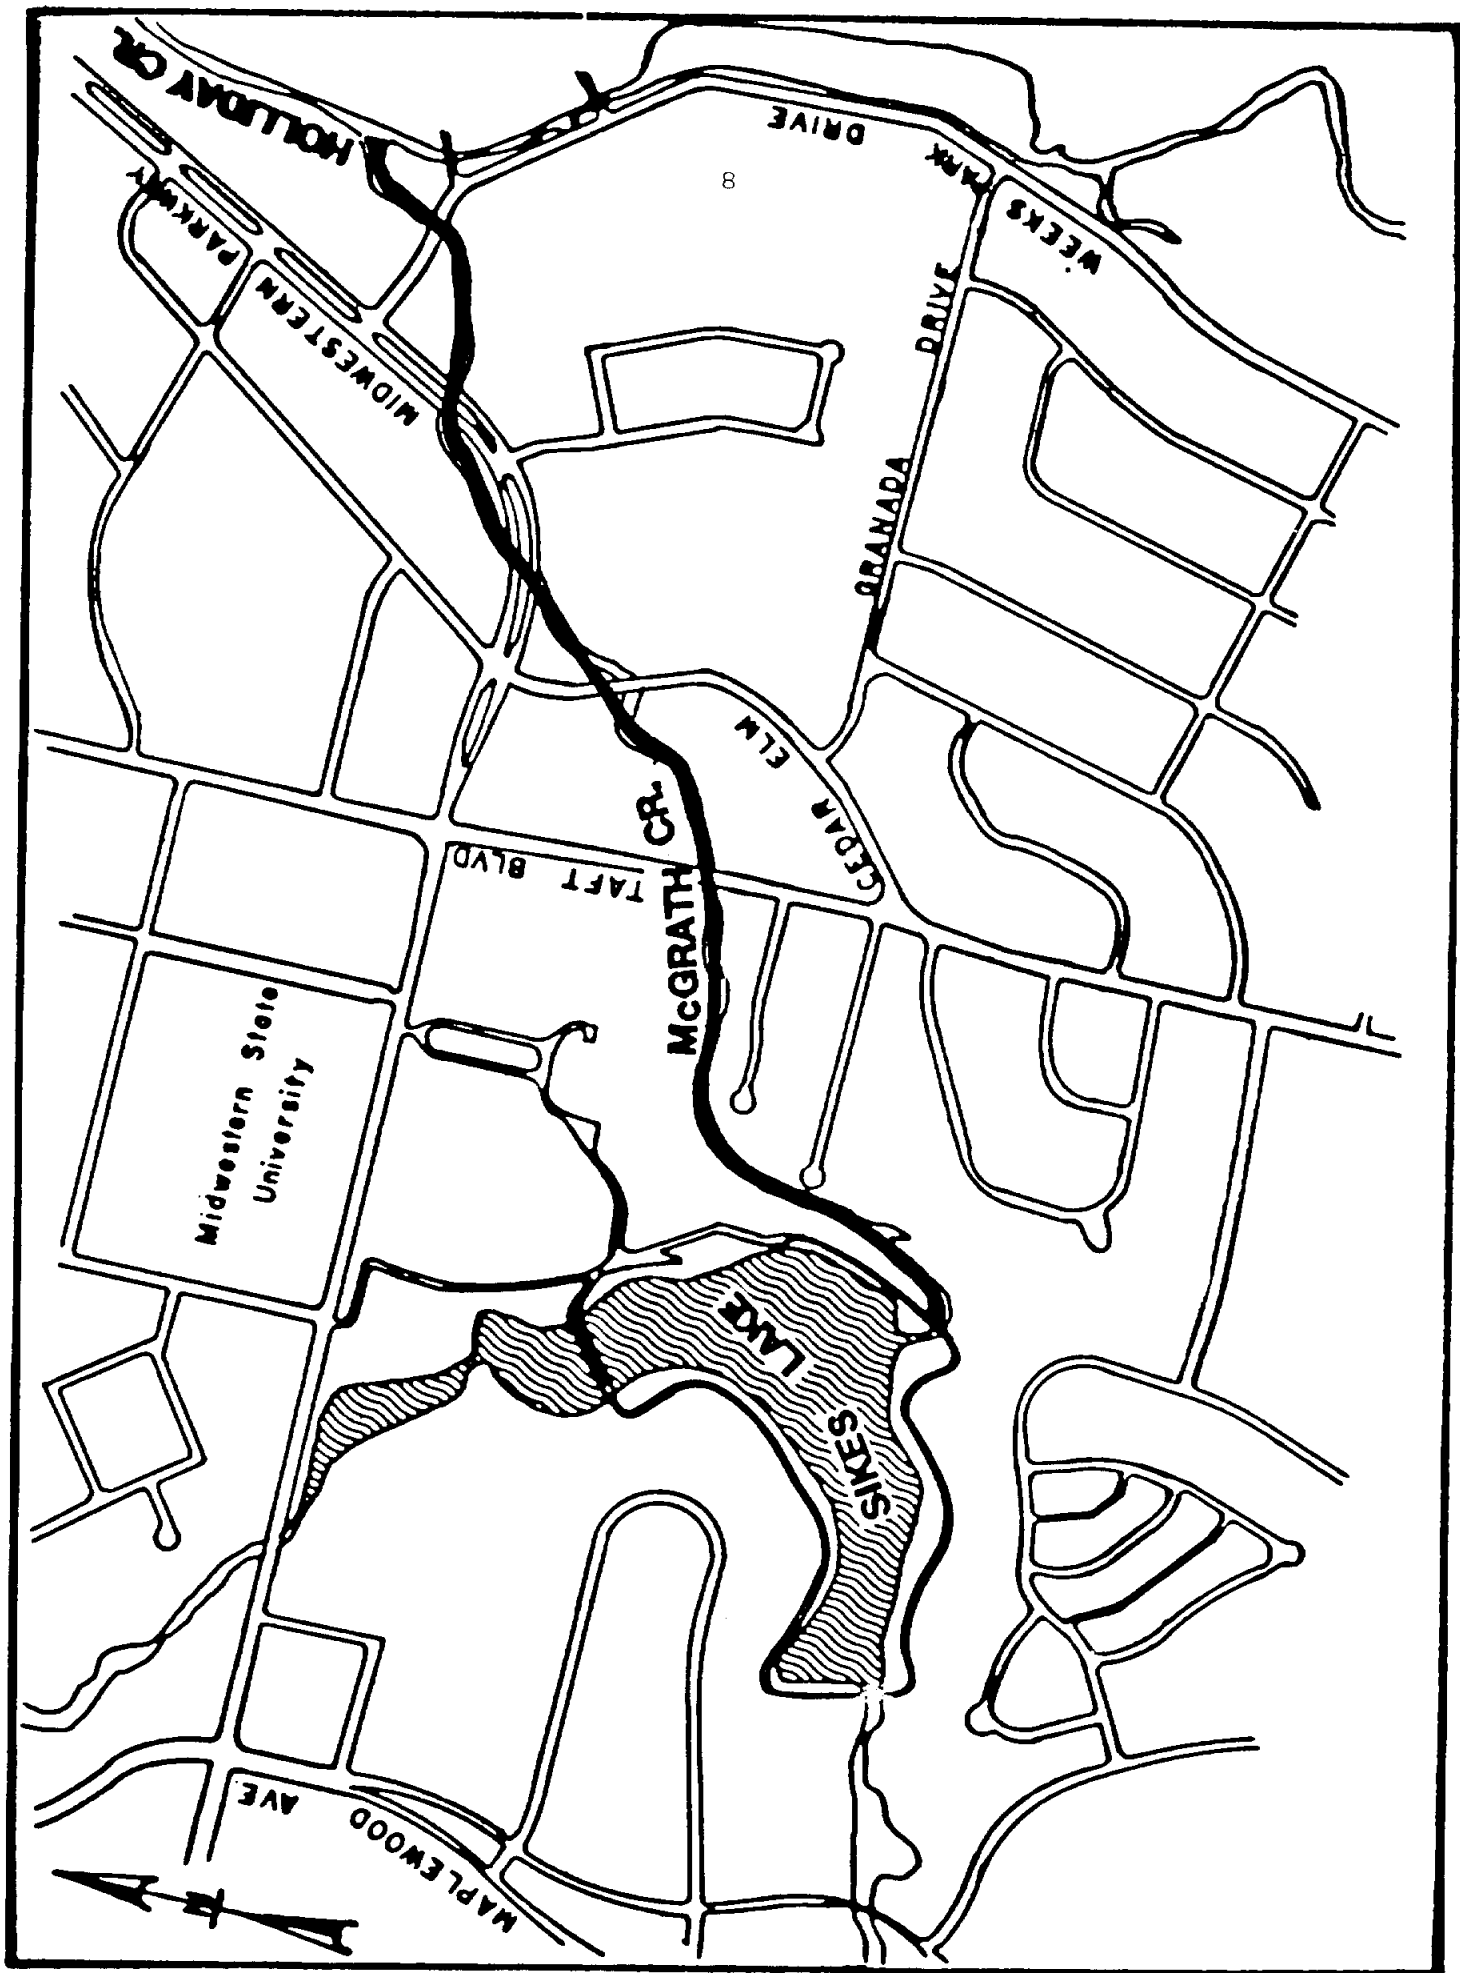 HOLLIDAY CR.
PARKWAY
MIDWESTERN
8
WEEKS
PARK
DRIVE
GRANADA
DRIVE
CEDAR
ELM
TAFT BLVD
McGRATH CR.
Midwestern State
University
SIKES
LAKE
MAPLEWOOD
AVE
N